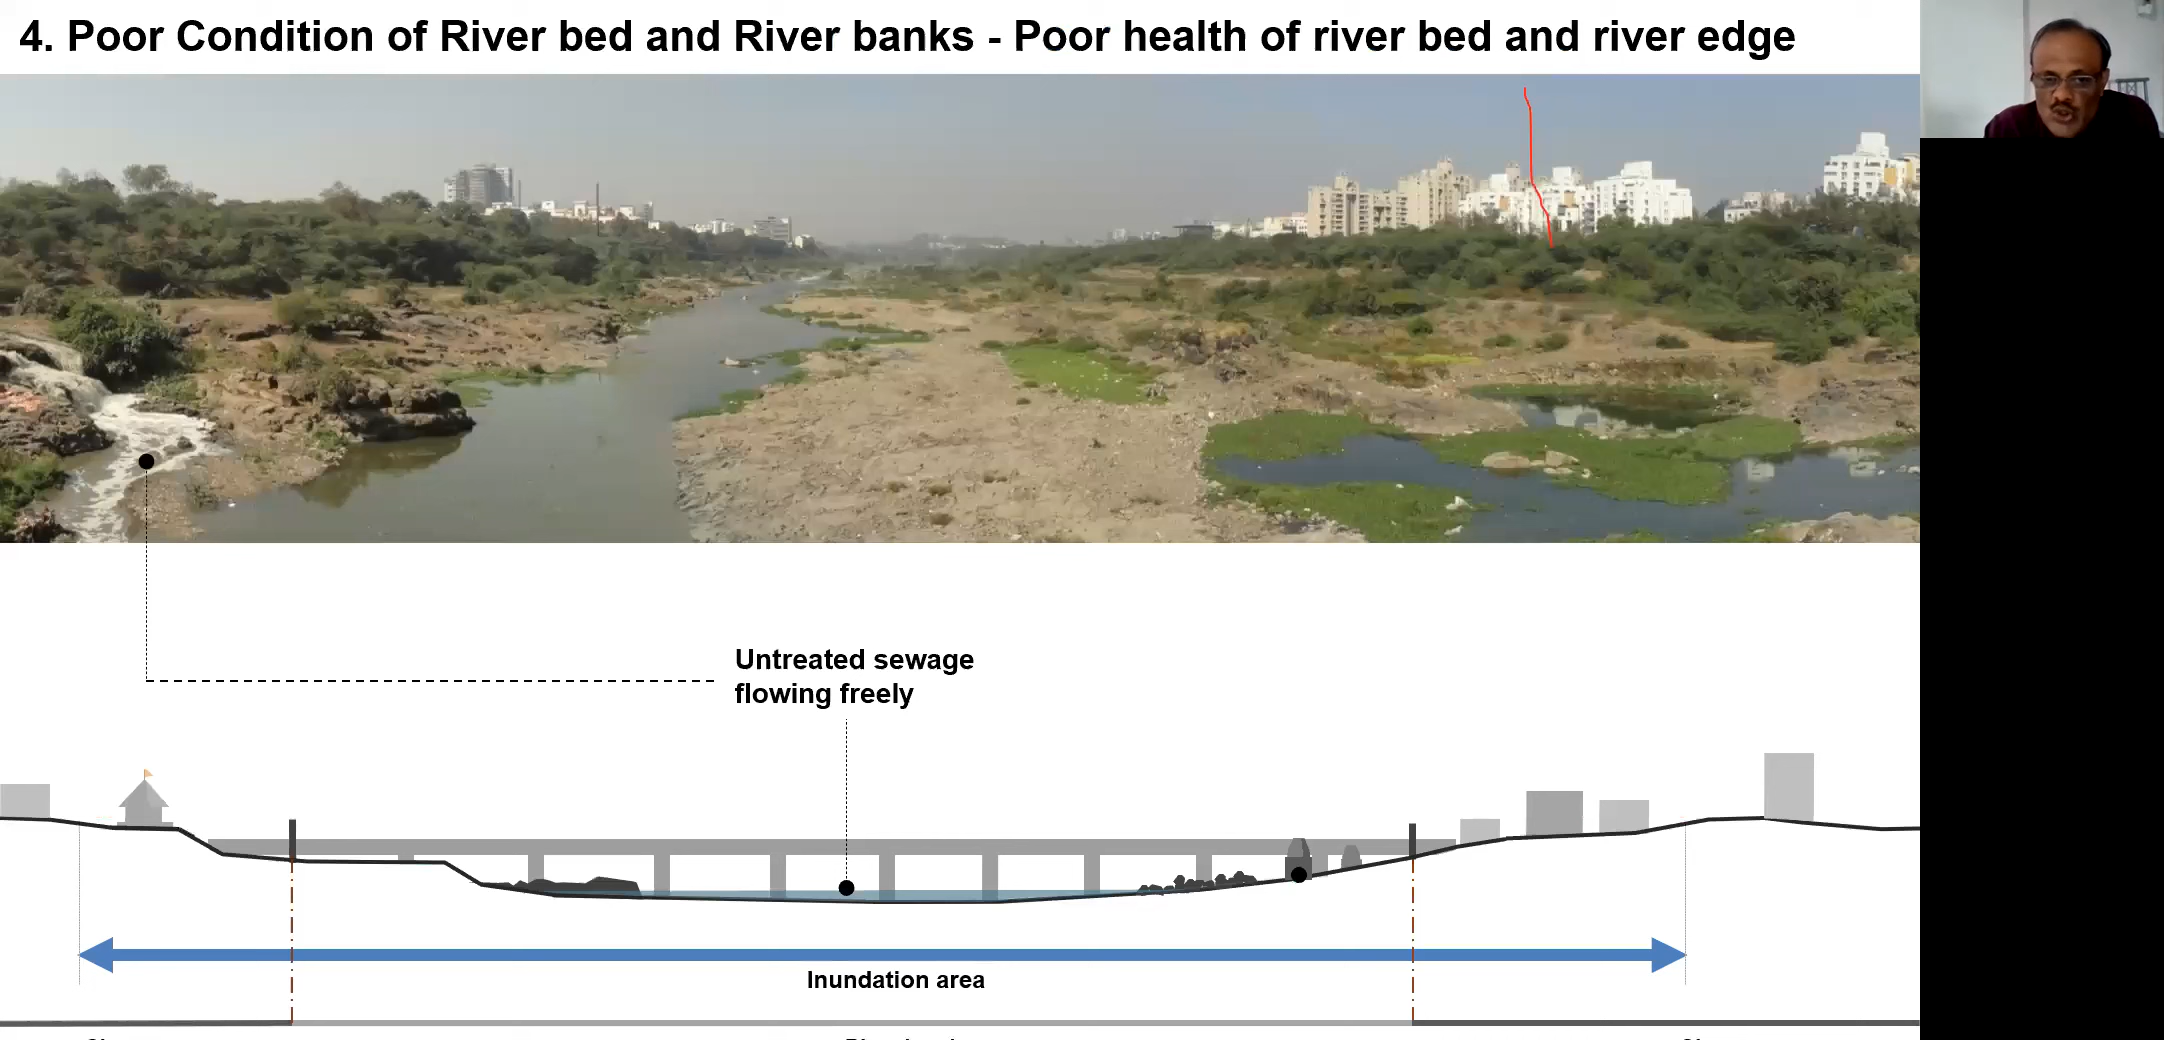 4. Poor Condition of River bed and River banks - Poor health of river bed and river edge
Untreated sewage
flowing freely
Inundation area